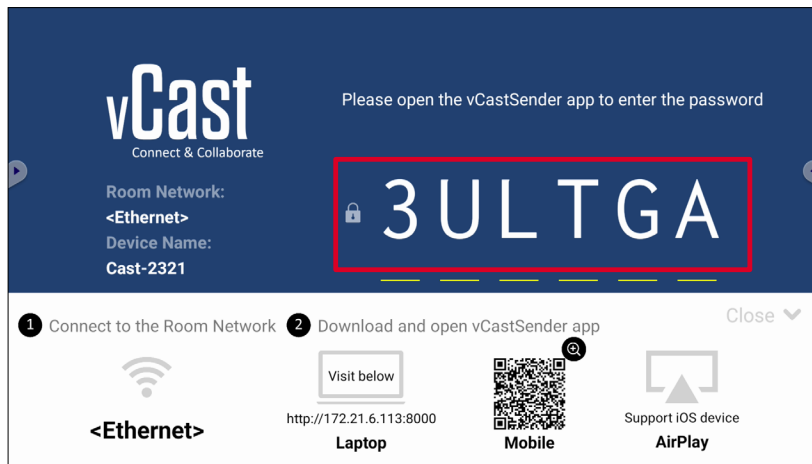 vCast
Connect & Collaborate
Please open the vCastSender app to enter the password
Room Network:
<Ethernet>
Device Name:
Cast-2321
3ULTGA
1 Connect to the Room Network
2 Download and open vCastSender app
Close
<Ethernet>
Visit below
http://172.21.6.113:8000
Laptop
Mobile
Support iOS device
AirPlay